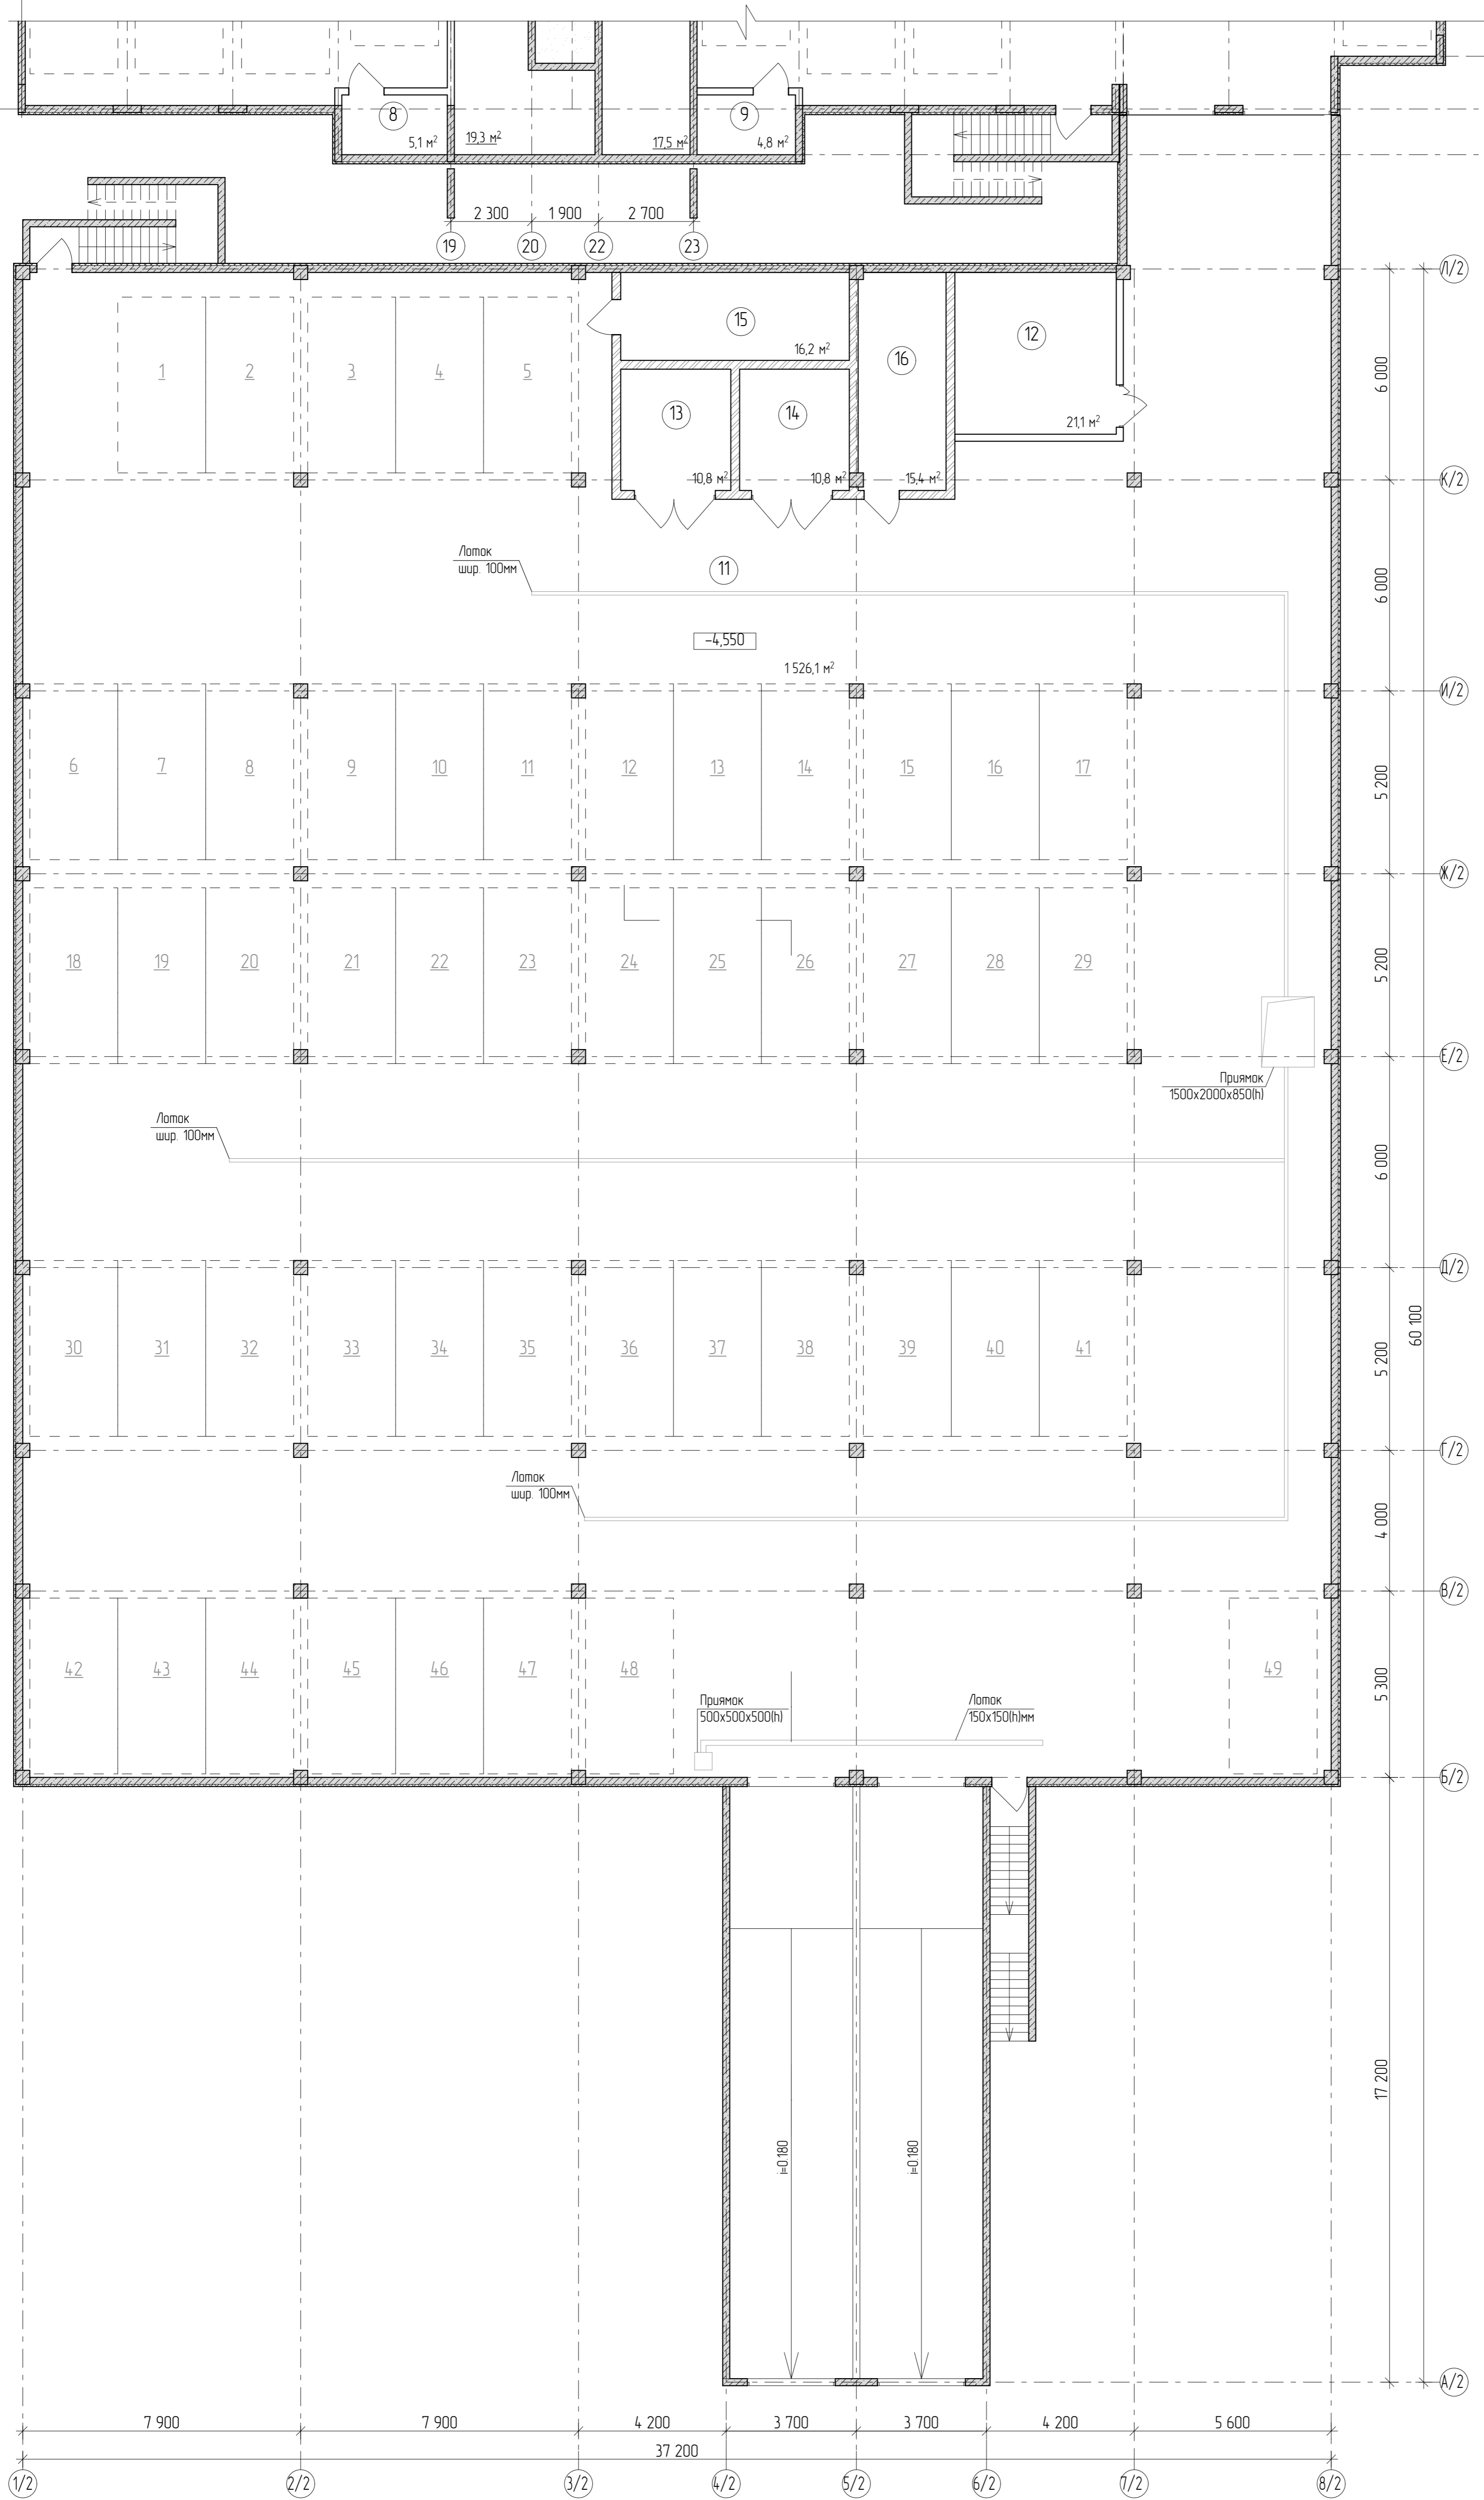 8
5,1 м²
19,3 м²
17,5 м²
9
4,8 м²
2 300
1 900
2 700
19
20
22
23
Л/2
1
2
3
4
5
15
16,2 м²
16
12
21,1 м²
13
14
10,8 м²
10,8 м²
15,4 м²
6 000
К/2
Лоток
шир. 100мм
11
6 000
-4,550
1 526,1 м²
И/2
6
7
8
9
10
11
12
13
14
15
16
17
5 200
Ж/2
18
19
20
21
22
23
24
25
26
27
28
29
5 200
Е/2
Приямок
1500х2000х850(h)
Лоток
шир. 100мм
6 000
Д/2
60 100
30
31
32
33
34
35
36
37
38
39
40
41
5 200
Г/2
Лоток
шир. 100мм
4 000
В/2
42
43
44
45
46
47
48
49
5 300
Приямок
500х500х500(h)
Лоток
150х150(h)мм
Б/2
17 200
i=0.180
i=0.180
А/2
7 900
7 900
4 200
3 700
3 700
4 200
5 600
37 200
1/2
2/2
3/2
4/2
5/2
6/2
7/2
8/2